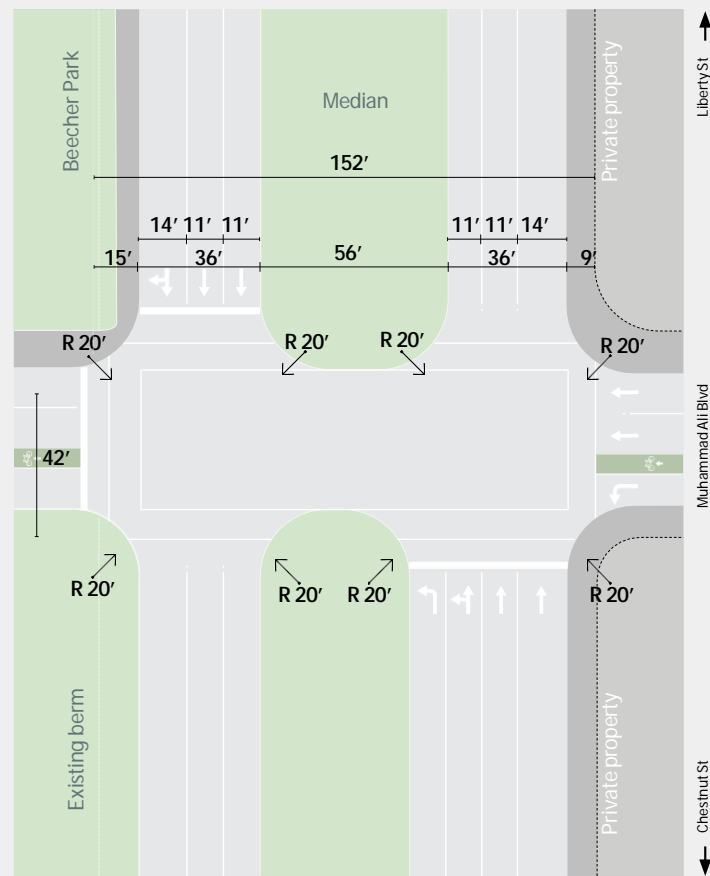 Beecher Park
Median
Private property
Liberty St
152’
14’ 11’ 11’
11’ 11’ 14’
15’
36’
56’
36’
9’
R 20’
R 20’
R 20’
R 20’
42’
Muhammad Ali Blvd
R 20’
R 20’
R 20’
R 20’
Existing berm
Private property
Chestnut St